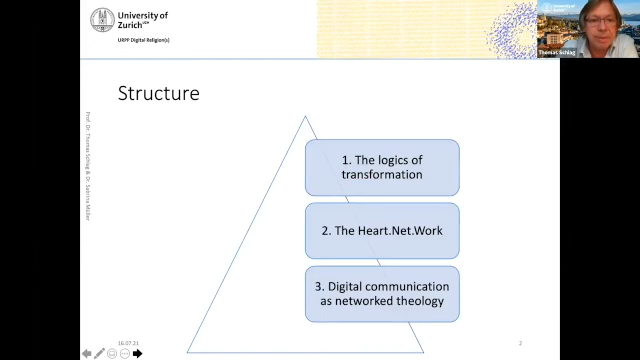 University of
Zurich UZH
URPP Digital Religion(s)
Thomas Schlag
Structure
Prof. Dr. Thomas Schlag & Dr. Sabrina Müller
1. The logics of
transformation
2. The Heart.Net.Work
3. Digital communication
as networked theology
16.07.21
2